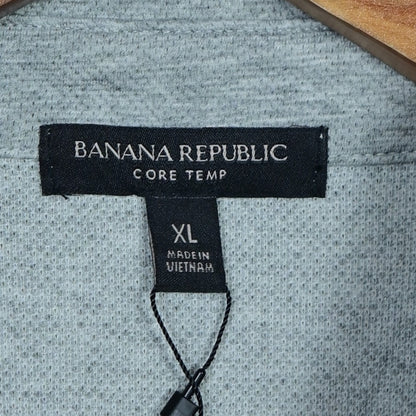 BANANA REPUBLIC
CORE TEMP
XL
MADE IN
VIETNAM